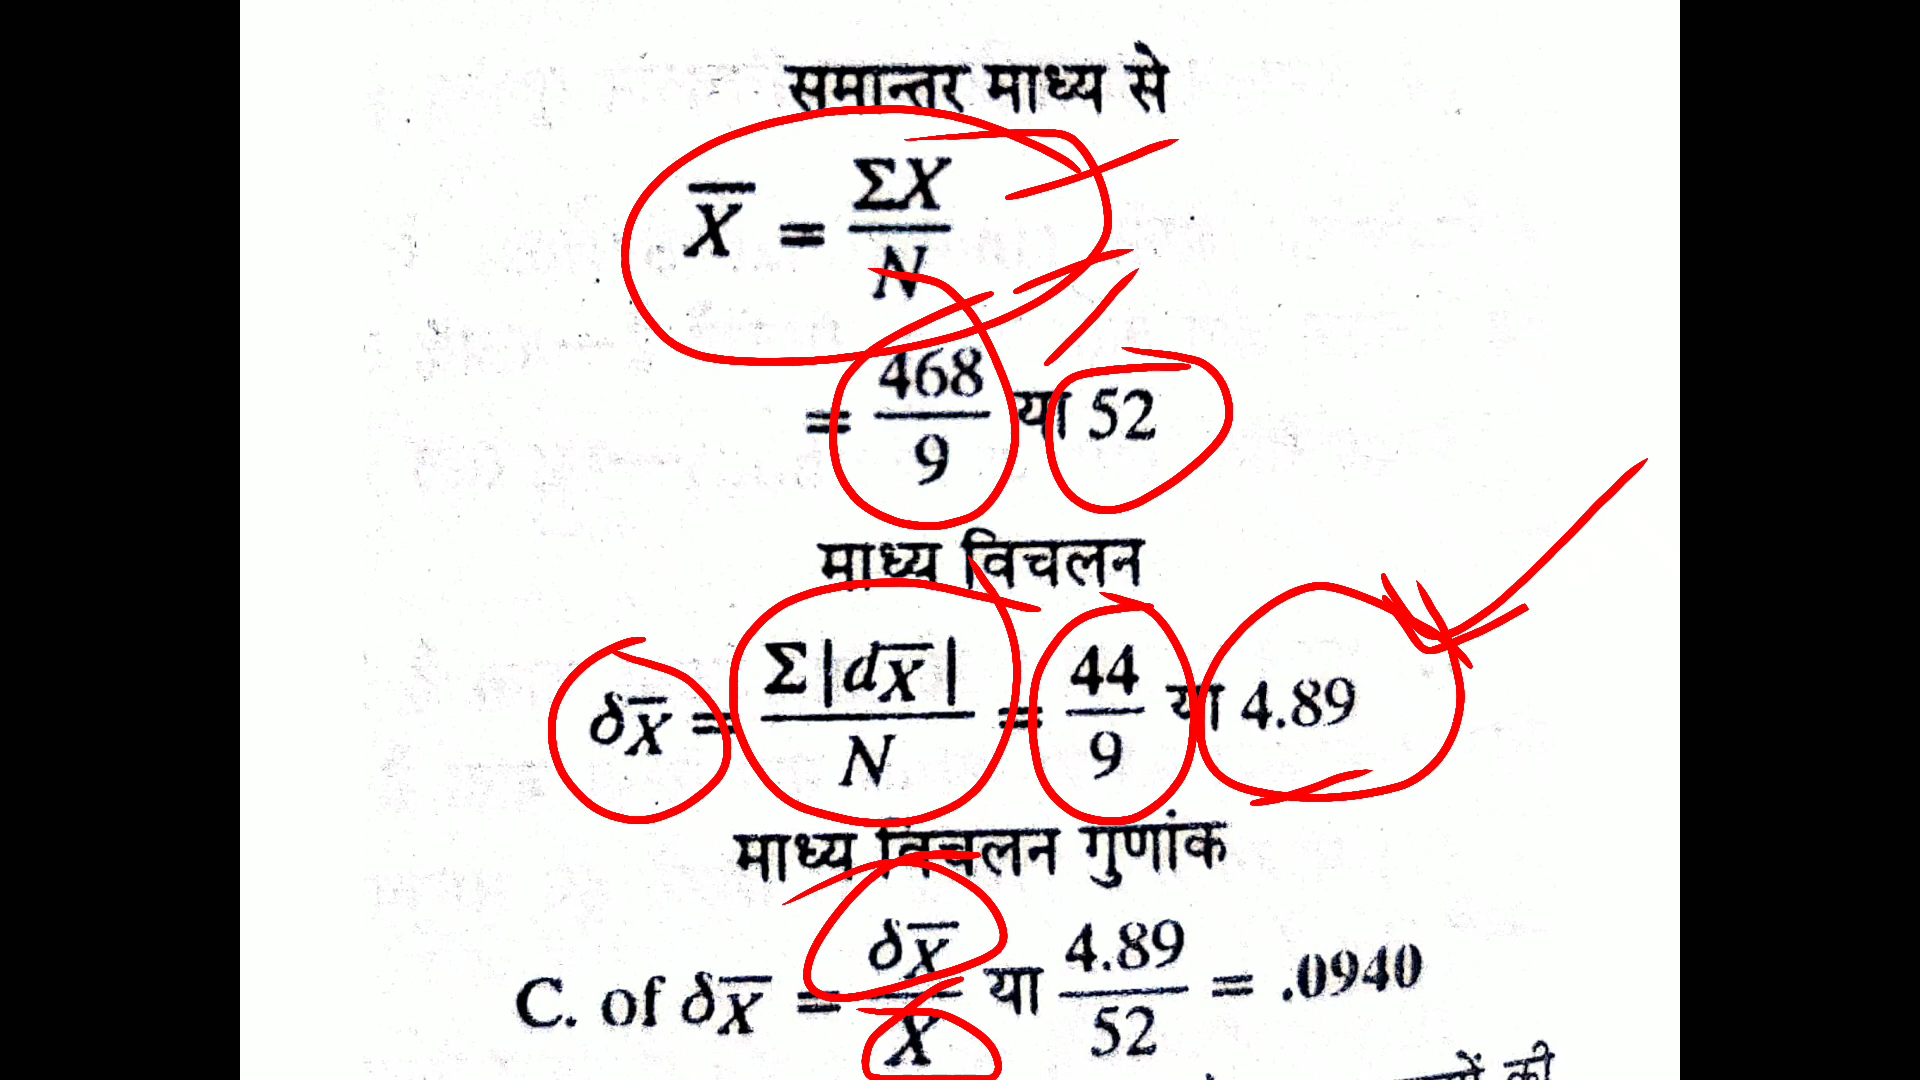 समान्तर माध्य से
X̅ = ΣX / N
= 468 / 9 या 52
माध्य विचलन
δx̅ = Σ|dx̅| / N = 44 / 9 या 4.89
माध्य विचलन गुणांक
C. of δx̅ = δx̅ / X या 4.89 / 52 = .0940
की